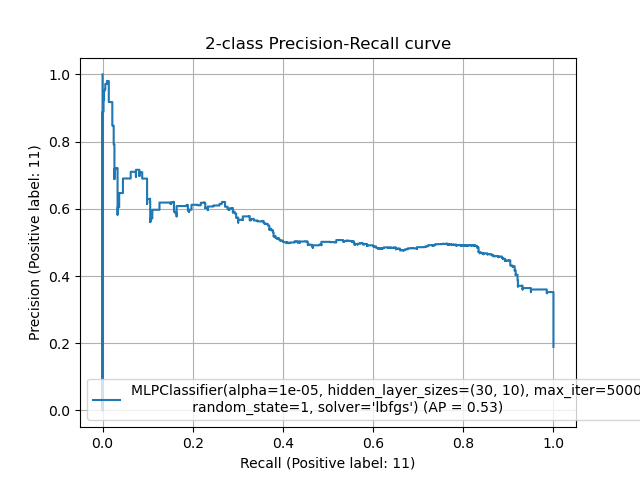 2-class Precision-Recall curve
1.0
0.8
0.6
0.4
0.2
0.0
Precision (Positive label: 11)
MLPClassifier(alpha=1e-05, hidden_layer_sizes=(30, 10), max_iter=5000
random_state=1, solver='lbfgs') (AP = 0.53)
0.0 0.2 0.4 0.6 0.8 1.0
Recall (Positive label: 11)